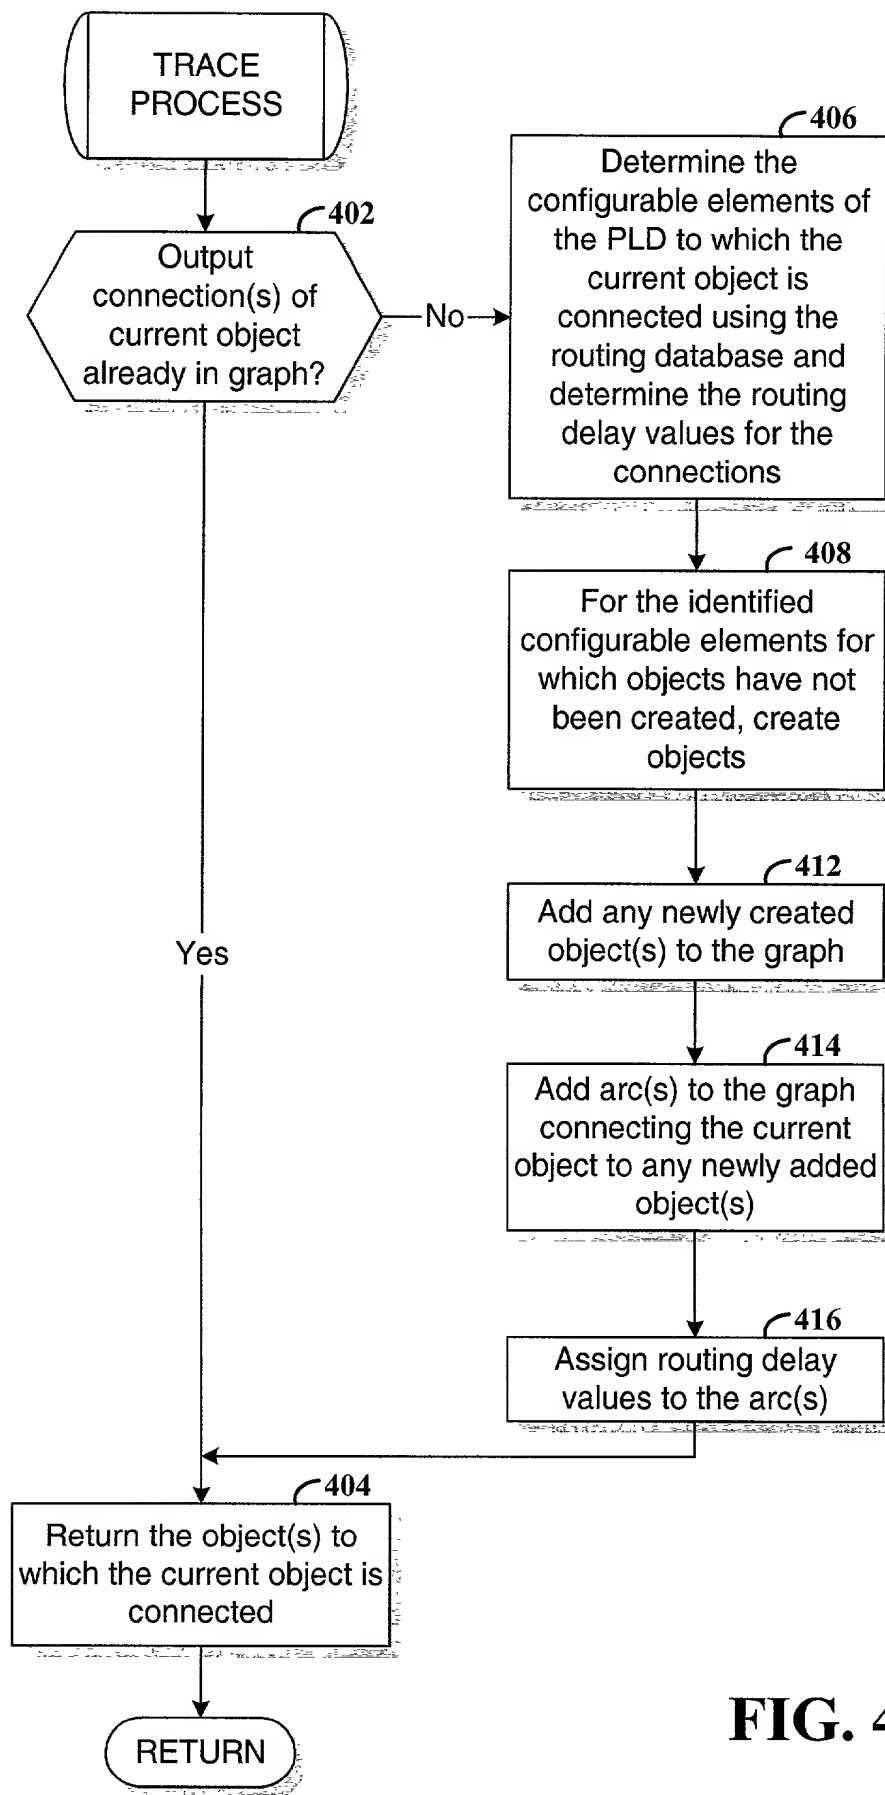 TRACE
PROCESS
402
Output
connection(s) of
current object
already in graph?
No
406
Determine the
configurable elements of
the PLD to which the
current object is
connected using the
routing database and
determine the routing
delay values for the
connections
408
For the identified
configurable elements for
which objects have not
been created, create
objects
412
Add any newly created
object(s) to the graph
414
Add arc(s) to the graph
connecting the current
object to any newly added
object(s)
416
Assign routing delay
values to the arc(s)
Yes
404
Return the object(s) to
which the current object is
connected
RETURN
FIG. 4